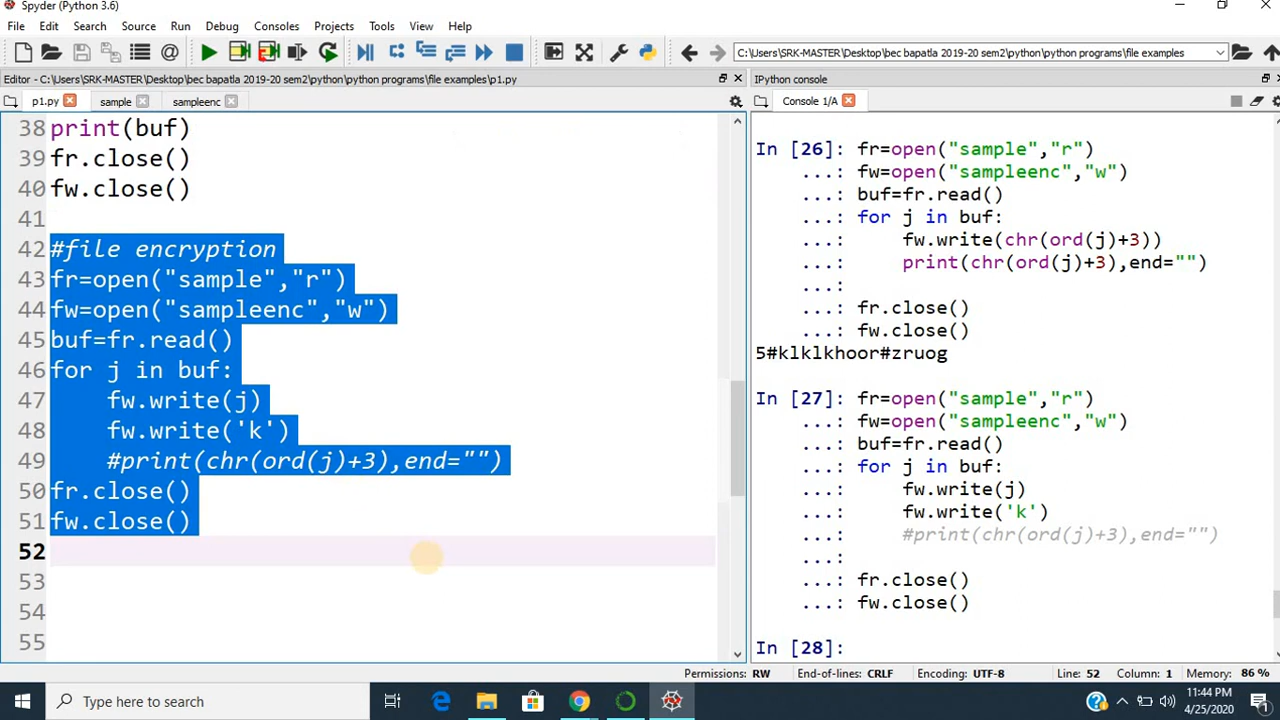 Spyder (Python 3.6)
File Edit Search Source Run Debug Consoles Projects Tools View Help
C:\Users\SRK-MASTER\Desktop\bec bapatla 2019-20 sem2\python\python programs\file examples
Editor - C:\Users\SRK-MASTER\Desktop\bec bapatla 2019-20 sem2\python\python programs\file examples\p1.py
p1.py sample sampleenc
38 print(buf)
39 fr.close()
40 fw.close()
41
42 #file encryption
43 fr=open("sample","r")
44 fw=open("sampleenc","w")
45 buf=fr.read()
46 for j in buf:
47 fw.write(j)
48 fw.write('k')
49 #print(chr(ord(j)+3),end="")
50 fr.close()
51 fw.close()
52
53
54
55
IPython console
Console 1/A
In [26]: fr=open("sample","r")
...: fw=open("sampleenc","w")
...: buf=fr.read()
...: for j in buf:
...: fw.write(chr(ord(j)+3))
...: print(chr(ord(j)+3),end="")
...:
...: fr.close()
...: fw.close()
5#klklkhoor#zruog
In [27]: fr=open("sample","r")
...: fw=open("sampleenc","w")
...: buf=fr.read()
...: for j in buf:
...: fw.write(j)
...: fw.write('k')
...: #print(chr(ord(j)+3),end="")
...:
...: fr.close()
...: fw.close()
In [28]:
Permissions: RW End-of-lines: CRLF Encoding: UTF-8 Line: 52 Column: 1 Memory: 86 %
Type here to search
11:44 PM
4/25/2020
1